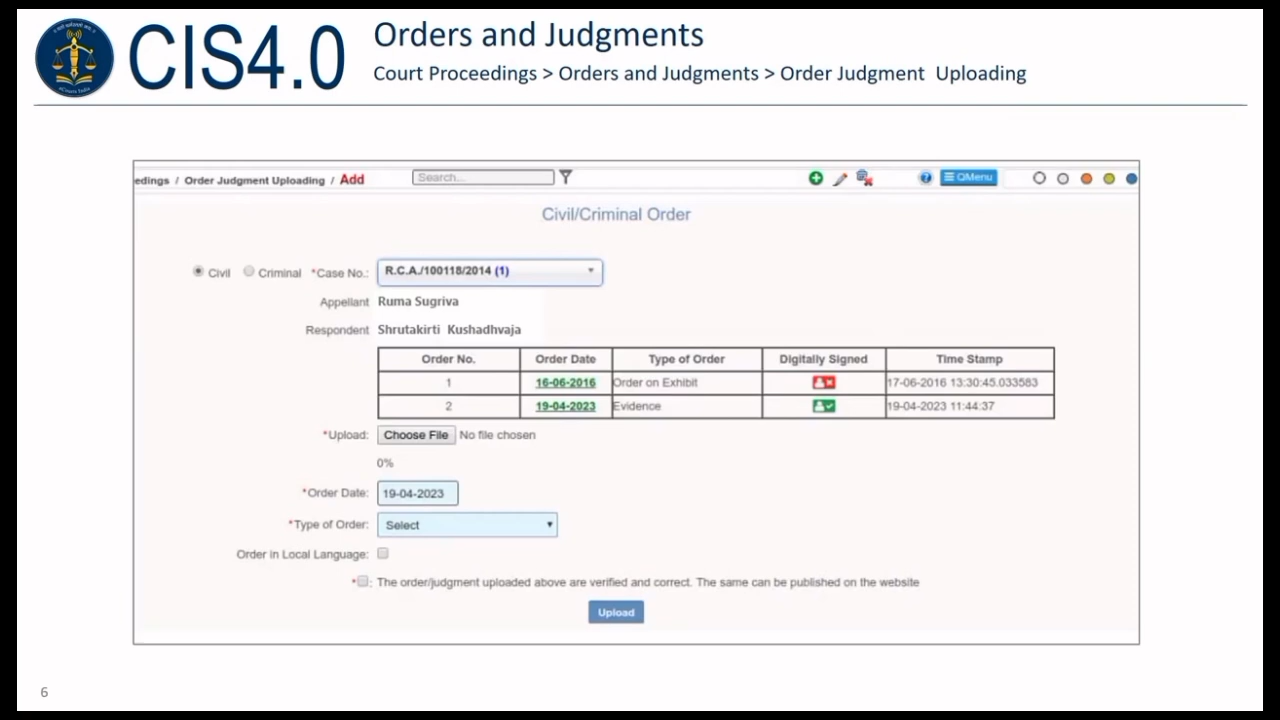 CIS4.0
Orders and Judgments
Court Proceedings > Orders and Judgments > Order Judgment Uploading
edings / Order Judgment Uploading / Add
Search...
QMenu
Civil/Criminal Order
Civil Criminal *Case No.: R.C.A./100118/2014 (1)
Appellant Ruma Sugriva
Respondent Shrutakirti Kushadhvaja
Order No. Order Date Type of Order Digitally Signed Time Stamp
1 16-06-2016 Order on Exhibit 17-06-2016 13:30:45.033583
2 19-04-2023 Evidence 19-04-2023 11:44:37
*Upload: Choose File No file chosen
0%
*Order Date: 19-04-2023
*Type of Order: Select
Order in Local Language:
*: The order/judgment uploaded above are verified and correct. The same can be published on the website
Upload
6